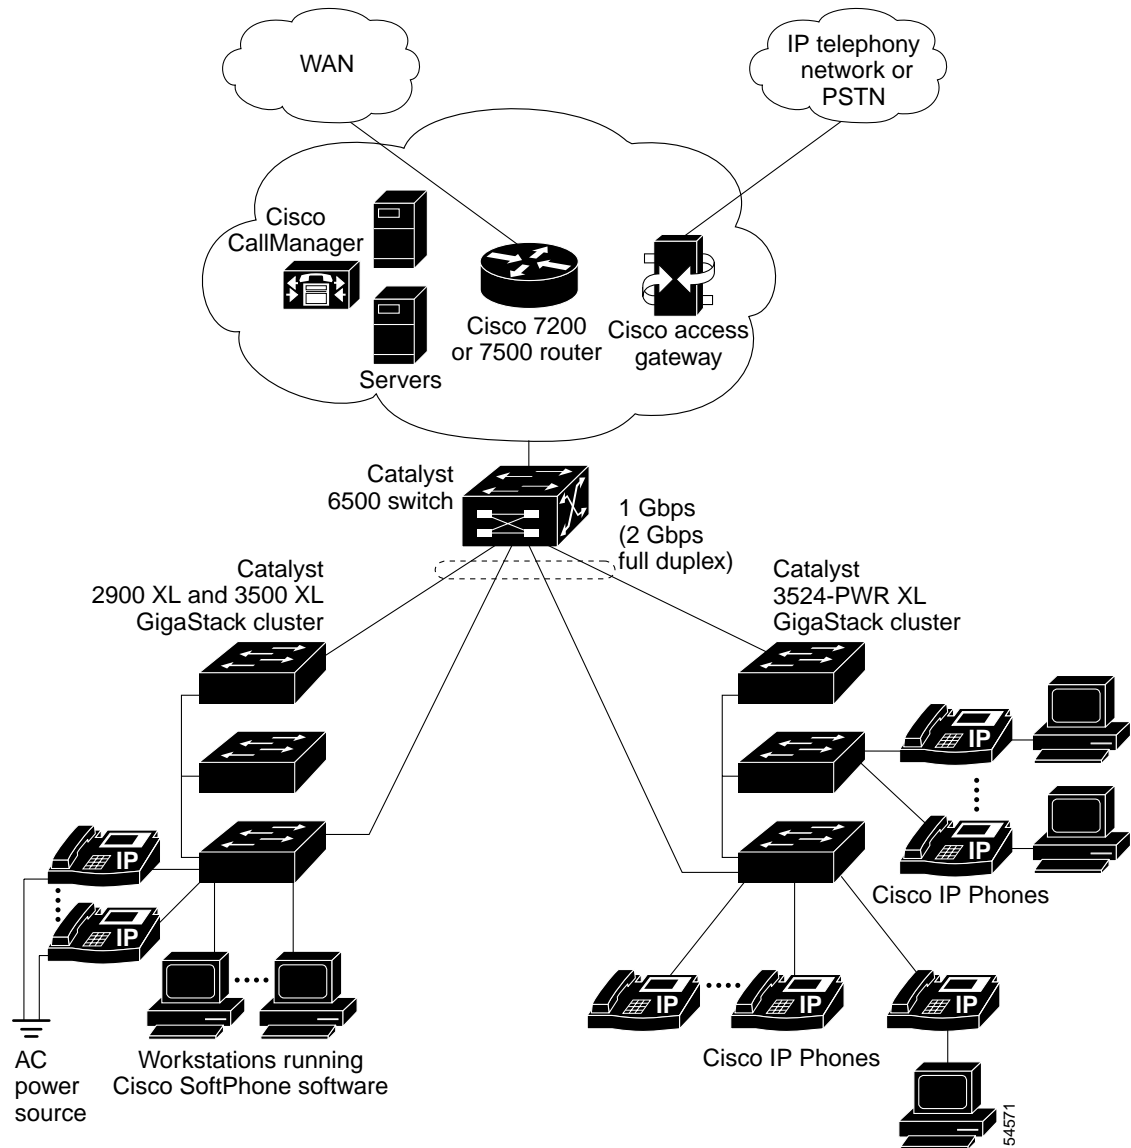 WAN
IP telephony
network or
PSTN
Cisco
CallManager
Servers
Cisco 7200
or 7500 router
Cisco access
gateway
Catalyst
6500 switch
1 Gbps
(2 Gbps
full duplex)
Catalyst
2900 XL and 3500 XL
GigaStack cluster
Catalyst
3524-PWR XL
GigaStack cluster
IP
IP
Cisco IP Phones
IP
IP
AC
power
source
Workstations running
Cisco SoftPhone software
IP
IP
IP
Cisco IP Phones
54571